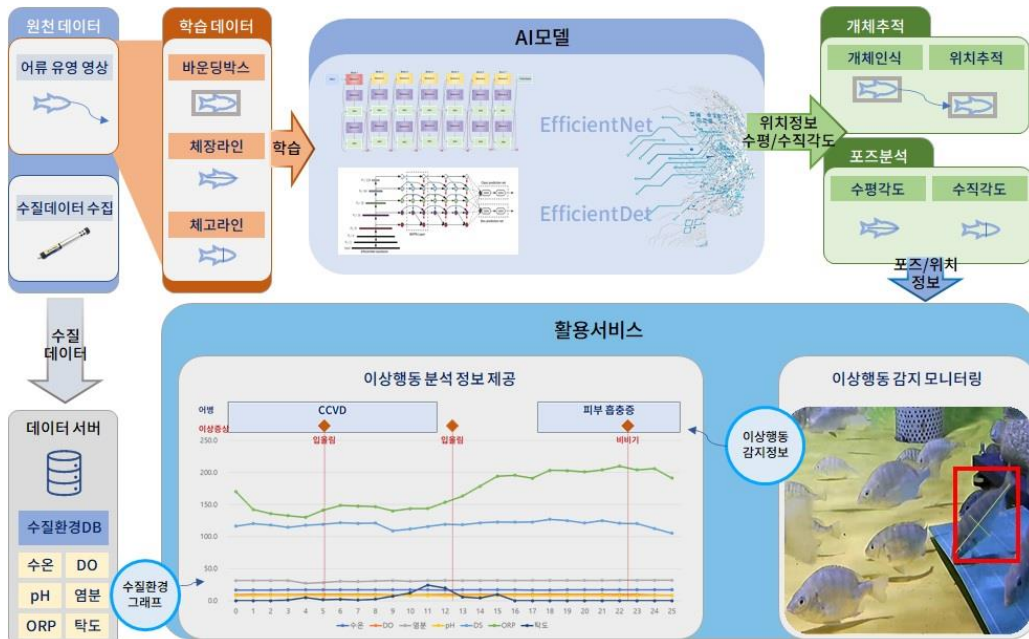 원천 데이터
어류 유영 영상
수질데이터 수집
학습 데이터
바운딩박스
체장라인
체고라인
학습
AI모델
EfficientNet
EfficientDet
위치정보
수평/수직각도
개체추적
개체인식
위치추적
포즈분석
수평각도
수직각도
포즈/위치
정보
수질
데이터
데이터 서버
수질환경DB
수온
DO
pH
염분
ORP
탁도
수질환경
그래프
활용서비스
이상행동 분석 정보 제공
어병
CCVD
피부 흡충증
이상증상
입올림
입올림
비비기
250.0
200.0
150.0
100.0
50.0
0.0
0 1 2 3 4 5 6 7 8 9 10 11 12 13 14 15 16 17 18 19 20 21 22 23 24 25
수온 DO 염분 pH DS ORP 탁도
이상행동
감지정보
이상행동 감지 모니터링